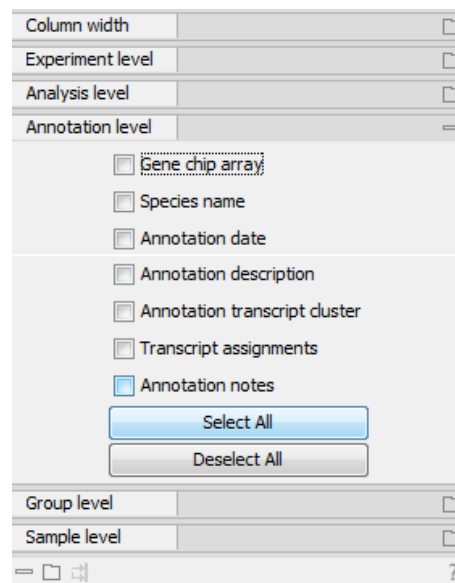 Column width
Experiment level
Analysis level
Annotation level
Gene chip array
Species name
Annotation date
Annotation description
Annotation transcript cluster
Transcript assignments
Annotation notes
Select All
Deselect All
Group level
Sample level
?